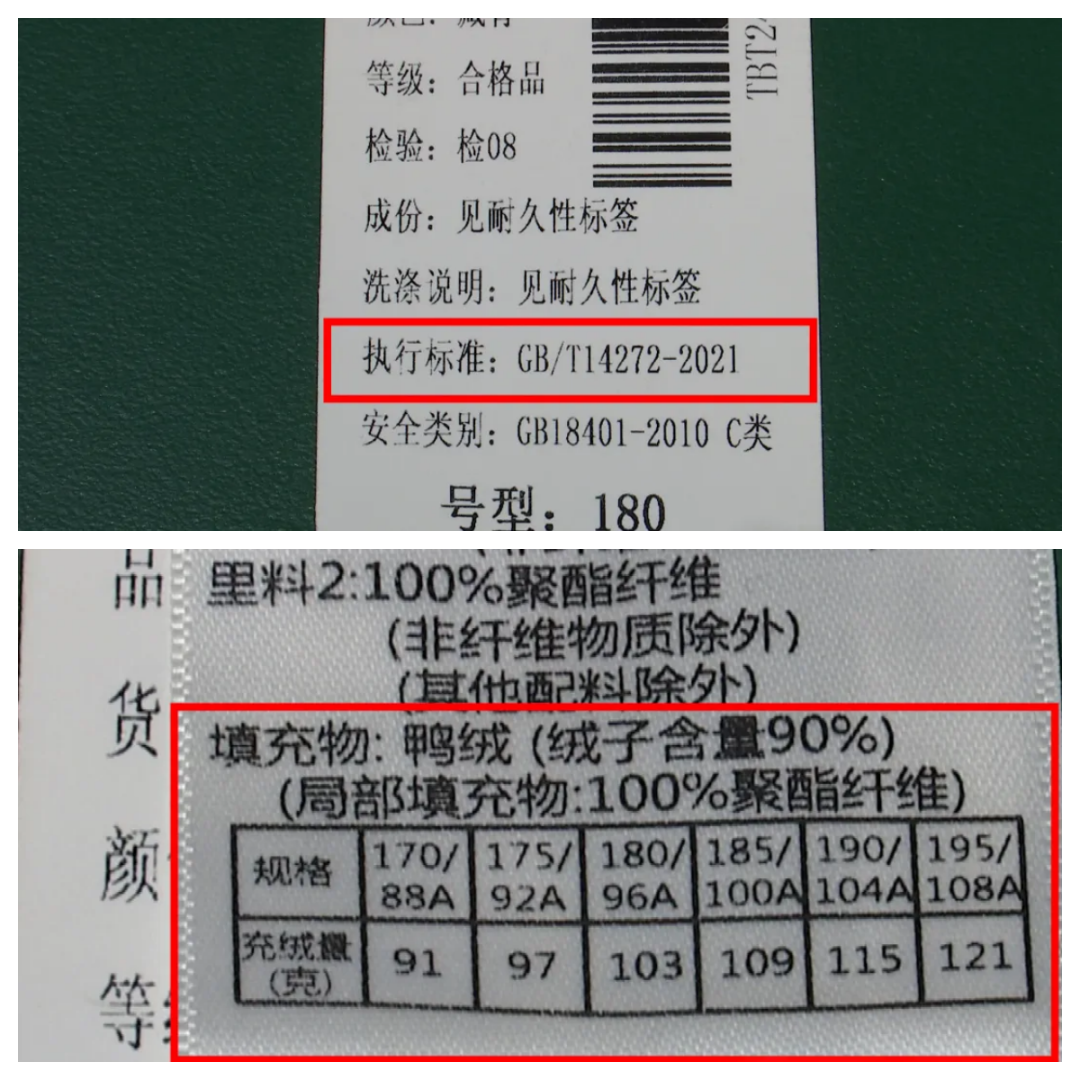 等级：合格品
检验：检08
成份：见耐久性标签
洗涤说明：见耐久性标签
执行标准：GB/T14272-2021
安全类别：GB18401-2010 C类
号型：180
TBT2
品
货
颜
等
里料2:100%聚酯纤维
(非纤维物质除外)
(其他配料除外)
填充物: 鸭绒 (绒子含量90%)
(局部填充物:100%聚酯纤维)
规格 170/88A 175/92A 180/96A 185/100A 190/104A 195/108A
充绒量(克) 91 97 103 109 115 121